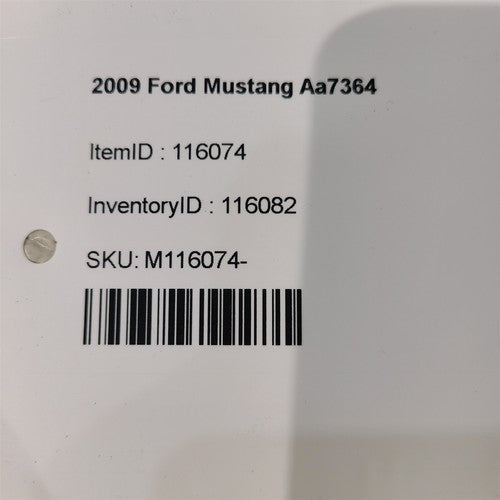 2009 Ford Mustang Aa7364
ItemID : 116074
InventoryID : 116082
SKU: M116074-